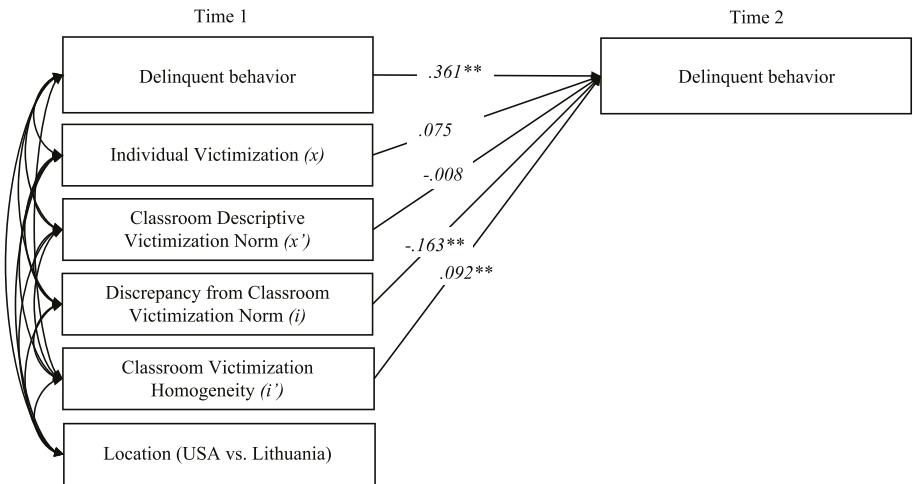 Time 1
Time 2
Delinquent behavior
.361**
Delinquent behavior
.075
Individual Victimization (x)
-.008
Classroom Descriptive
Victimization Norm (x’)
-.163**
.092**
Discrepancy from Classroom
Victimization Norm (i)
Classroom Victimization
Homogeneity (i’)
Location (USA vs. Lithuania)